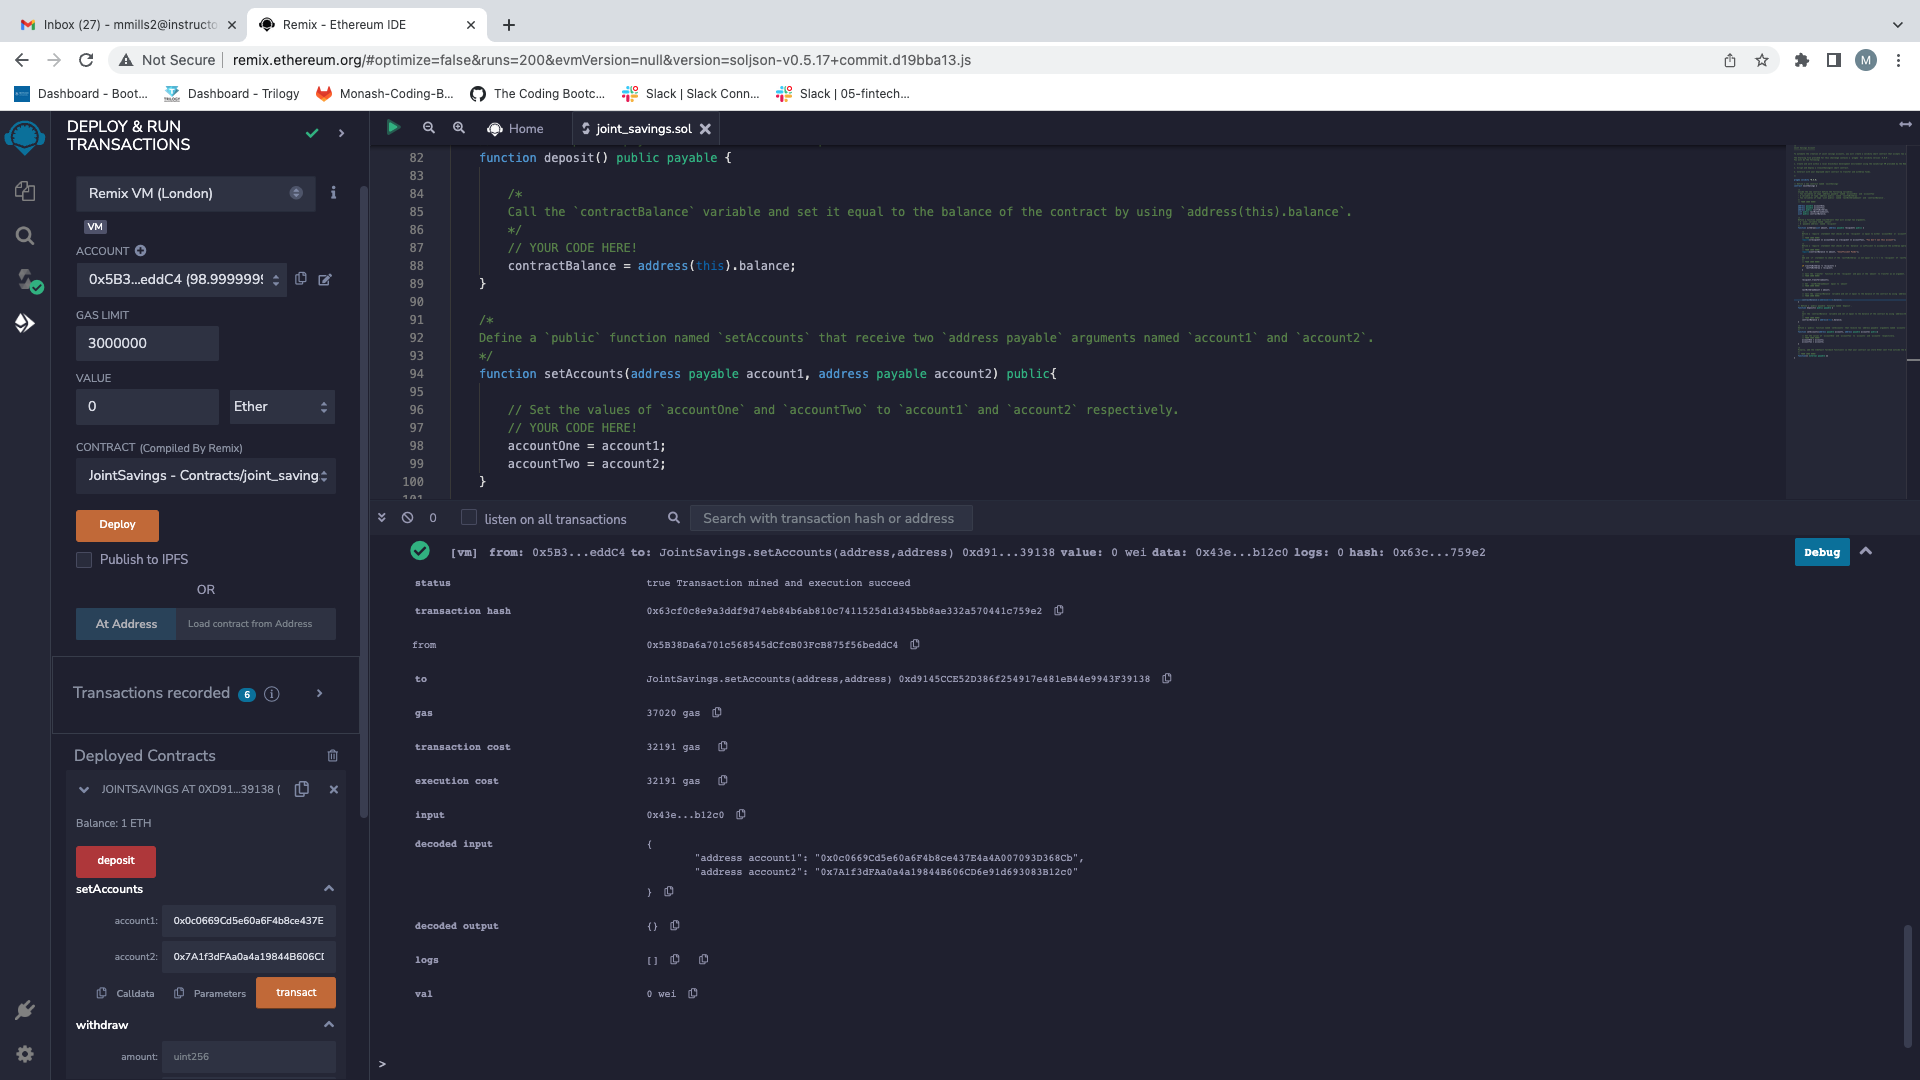 Inbox (27) - mmills2@instructo
Remix - Ethereum IDE
Not Secure
remix.ethereum.org/#optimize=false&runs=200&evmVersion=null&version=soljson-v0.5.17+commit.d19bba13.js
M
Dashboard - Boot...
Dashboard - Trilogy
Monash-Coding-B...
The Coding Bootc...
Slack | Slack Conn...
Slack | 05-fintech...
DEPLOY & RUN
TRANSACTIONS
Remix VM (London)
VM
ACCOUNT
0x5B3...eddC4 (98.9999999
GAS LIMIT
3000000
VALUE
0
Ether
CONTRACT (Compiled By Remix)
JointSavings - Contracts/joint_saving
Deploy
Publish to IPFS
OR
At Address
Load contract from Address
Transactions recorded 6
Deployed Contracts
JOINTSAVINGS AT 0XD91...39138 (
Balance: 1 ETH
deposit
setAccounts
account1: 0x0c0669Cd5e60a6F4b8ce437E
account2: 0x7A1f3dFAa0a4a19844B606CD
Calldata
Parameters
transact
withdraw
amount: uint256
Home
joint_savings.sol
82 function deposit() public payable {
83
84 /*
85 Call the `contractBalance` variable and set it equal to the balance of the contract by using `address(this).balance`.
86 */
87 // YOUR CODE HERE!
88 contractBalance = address(this).balance;
89 }
90
91 /*
92 Define a `public` function named `setAccounts` that receive two `address payable` arguments named `account1` and `account2`.
93 */
94 function setAccounts(address payable account1, address payable account2) public{
95
96 // Set the values of `accountOne` and `accountTwo` to `account1` and `account2` respectively.
97 // YOUR CODE HERE!
98 accountOne = account1;
99 accountTwo = account2;
100 }
101
0
listen on all transactions
Search with transaction hash or address
[vm] from: 0x5B3...eddC4 to: JointSavings.setAccounts(address,address) 0xd91...39138 value: 0 wei data: 0x43e...b12c0 logs: 0 hash: 0x63c...759e2
Debug
status true Transaction mined and execution succeed
transaction hash 0x63cf0c8e9a3ddf9d74eb84b6ab810c7411525d1d345bb8ae332a570441c759e2
from 0x5B38Da6a701c568545dCfcB03FcB875f56beddC4
to JointSavings.setAccounts(address,address) 0xd9145CCE52D386f254917e481eB44e9943F39138
gas 37020 gas
transaction cost 32191 gas
execution cost 32191 gas
input 0x43e...b12c0
decoded input {
"address account1": "0x0c0669Cd5e60a6F4b8ce437E4a4A007093D368Cb",
"address account2": "0x7A1f3dFAa0a4a19844B606CD6e91d693083B12c0"
}
decoded output {}
logs []
val 0 wei
>